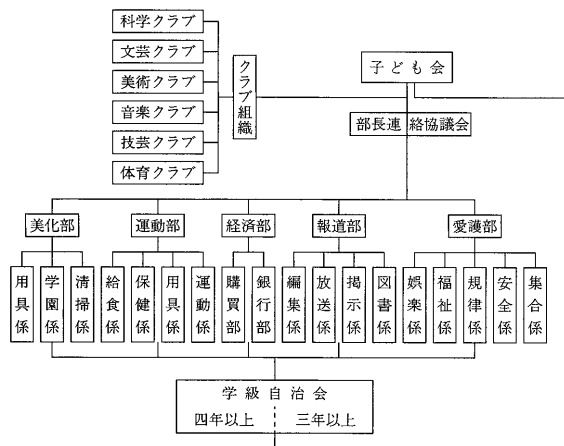 科学クラブ
文芸クラブ
美術クラブ
音楽クラブ
技芸クラブ
体育クラブ
クラブ組織
子ども会
部長連絡協議会
美化部
運動部
経済部
報道部
愛護部
用具係
学園係
清掃係
給食係
保健係
用具係
運動係
購買部
銀行部
編集係
放送係
掲示係
図書係
娯楽係
福祉係
規律係
安全係
集合係
学級自治会
四年以上
三年以上